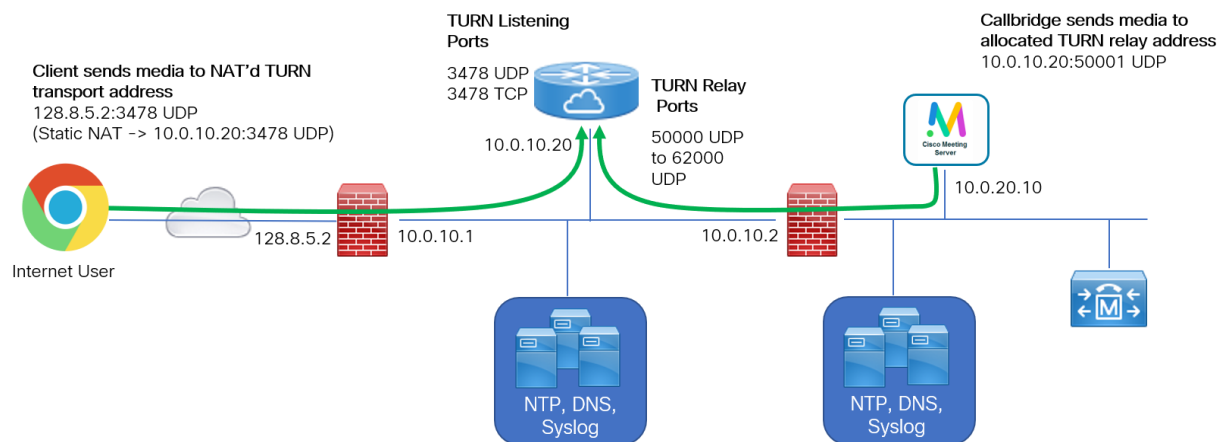 Client sends media to NAT'd TURN
transport address
128.8.5.2:3478 UDP
(Static NAT -> 10.0.10.20:3478 UDP)
TURN Listening
Ports
3478 UDP
3478 TCP
10.0.10.20
TURN Relay
Ports
50000 UDP
to 62000
UDP
Callbridge sends media to
allocated TURN relay address
10.0.10.20:50001 UDP
Cisco Meeting
Server
10.0.20.10
Internet User
128.8.5.2
10.0.10.1
10.0.10.2
M
NTP, DNS,
Syslog
NTP, DNS,
Syslog